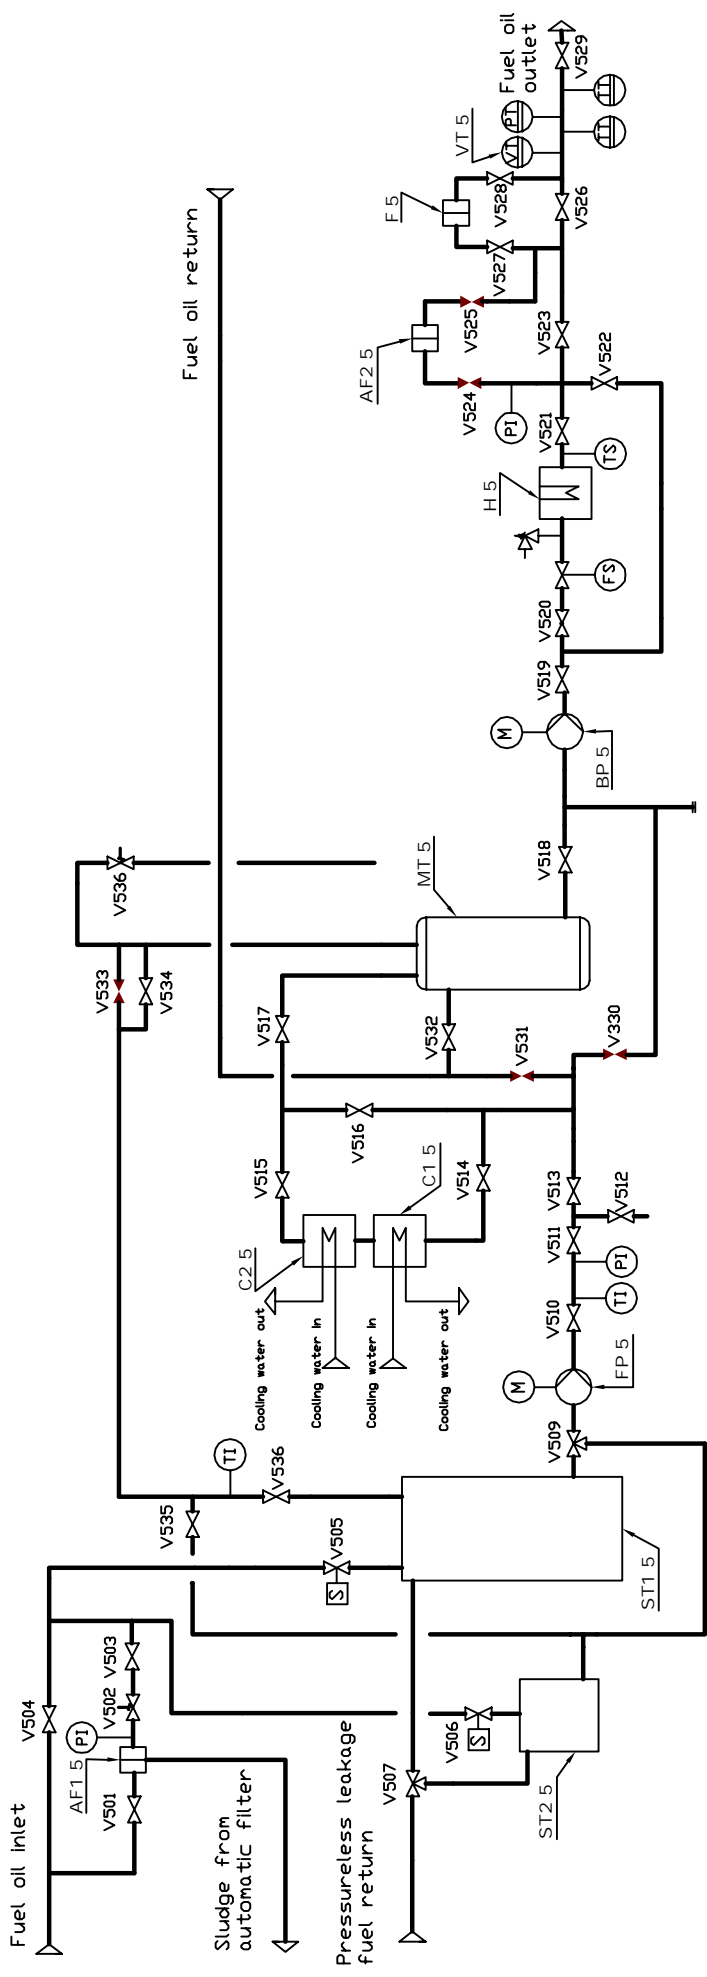 Fuel oil inlet
V504
V501
AF1 5
PI
V502
V503
Sludge from
automatic filter
Pressureless leakage
fuel return
V507
V506
S
ST2 5
V505
S
ST1 5
V535
V536
TI
V509
M
FP 5
V510
TI
PI
V511
V512
V513
Cooling water out
Cooling water in
Cooling water in
Cooling water out
C2 5
C1 5
V515
V514
V516
V517
V533
V534
V536
V532
V531
V330
MT 5
V518
Fuel oil return
M
BP 5
V519
V520
FS
H 5
TS
V521
PI
V524
V522
V523
AF2 5
V525
V527
F 5
V528
V526
VT 5
VT
PT
TT
TT
Fuel oil
outlet
V529